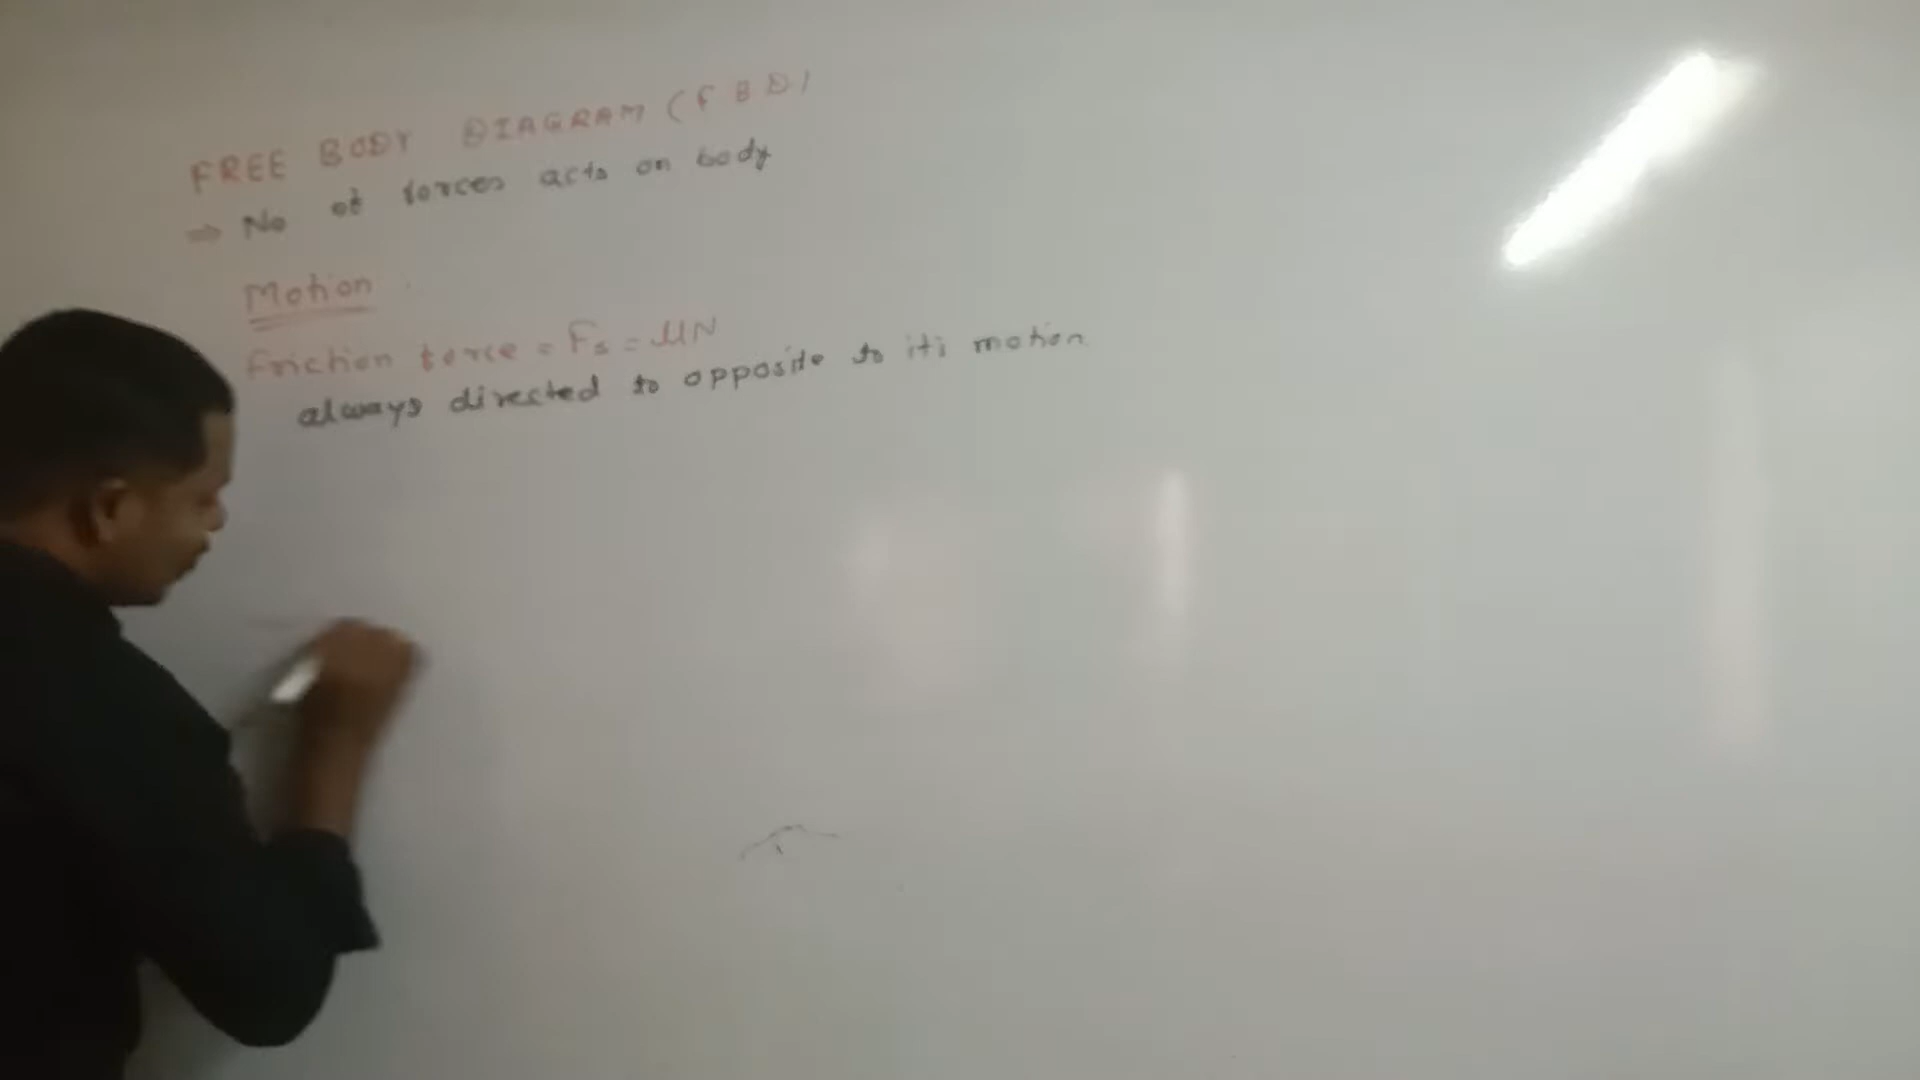 FREE BODY DIAGRAM (FBD)
⇒ No of forces acts on body
Motion
Friction force = Fs = μN
always directed to opposite to its motion